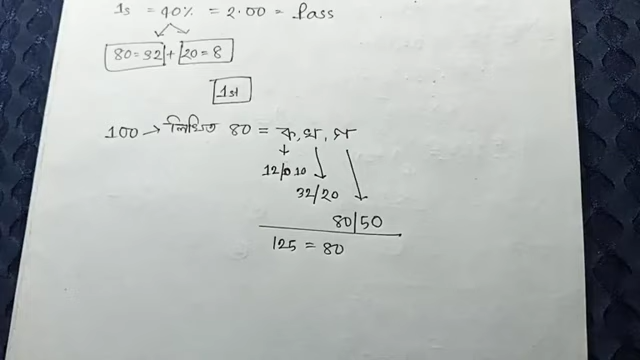 1s = 40% = 2.00 = Pass
80=32 + 20=8
1st
100 → লিখিত 80 = ক, খ, গ
12/10
32/20
80/50
125 = 80